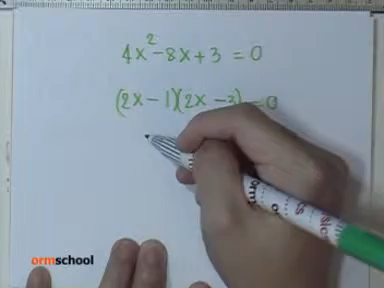 4x² - 8x + 3 = 0
(2x - 1)(2x - 3) = 0
ormschool